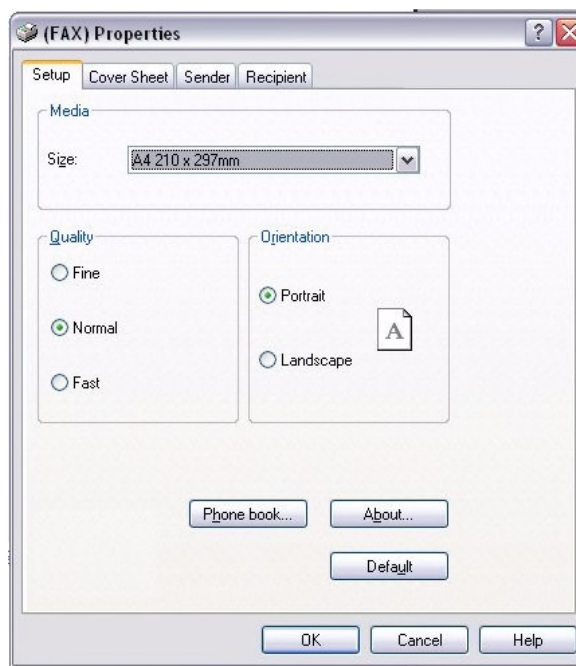 (FAX) Properties
Setup Cover Sheet Sender Recipient
Media
Size: A4 210 x 297mm
Quality
Fine
Normal
Fast
Orientation
Portrait
A
Landscape
Phone book... About...
Default
OK Cancel Help